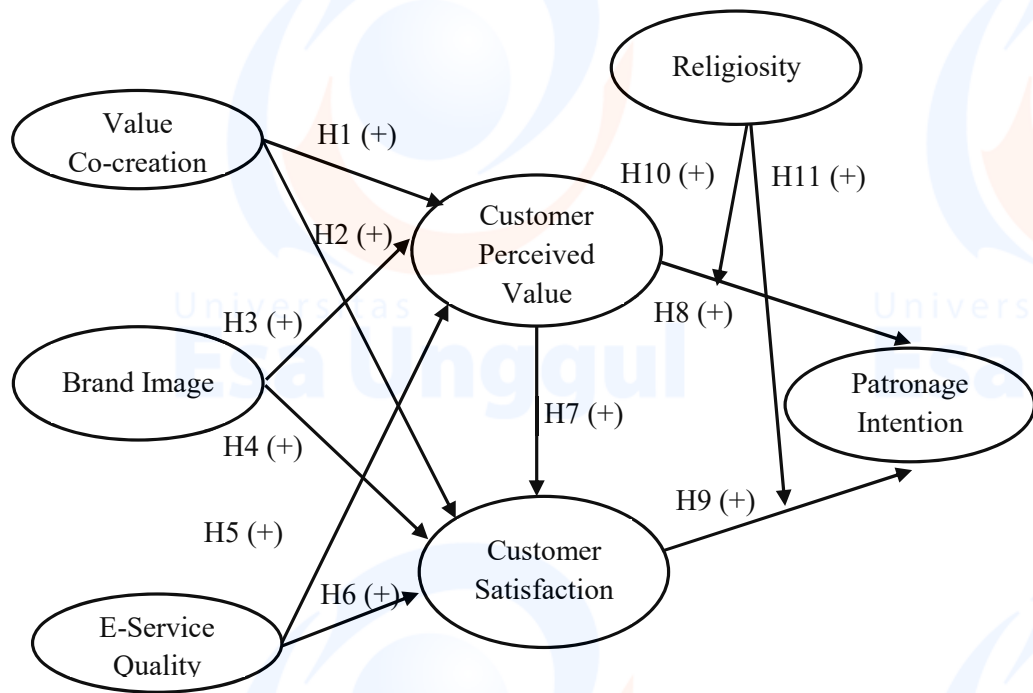 Religiosity
Value
Co-creation
H1 (+)
H10 (+)
H11 (+)
Customer
Perceived
Value
H2 (+)
Universitas
Esa Unggul
Univers
Esa
H3 (+)
H8 (+)
Brand Image
Patronage
Intention
H7 (+)
H4 (+)
H9 (+)
H5 (+)
Customer
Satisfaction
H6 (+)
E-Service
Quality